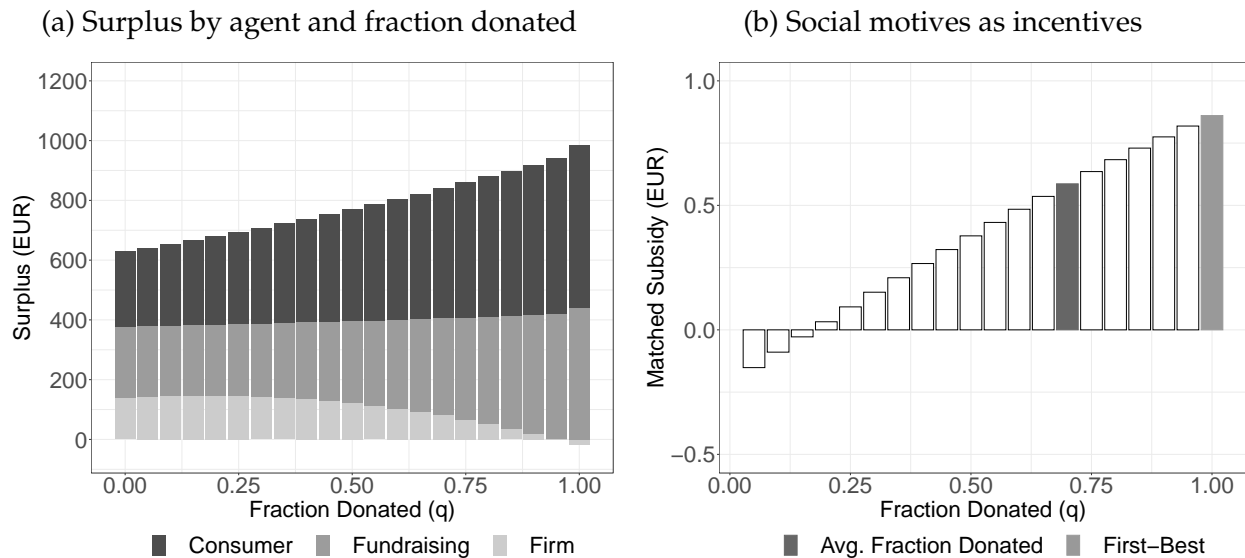 (a) Surplus by agent and fraction donated
1200
1000
800
600
400
200
0
Surplus (EUR)
0.00 0.25 0.50 0.75 1.00
Fraction Donated (q)
Consumer Fundraising Firm
(b) Social motives as incentives
1.0
0.5
0.0
−0.5
Matched Subsidy (EUR)
0.00 0.25 0.50 0.75 1.00
Fraction Donated (q)
Avg. Fraction Donated First−Best